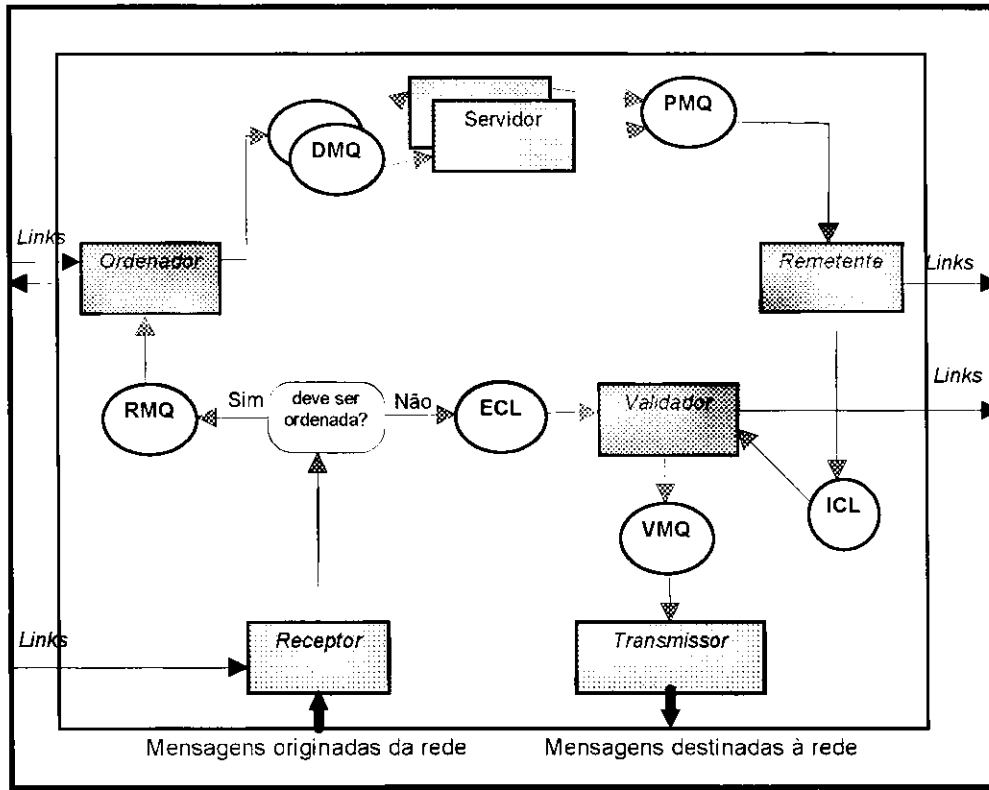 PMQ
Servidor
DMQ
Links
Ordenador
Remetente
Links
Links
RMQ
Sim
deve ser
ordenada?
Não
ECL
Validador
ICL
VMQ
Links
Receptor
Transmissor
Mensagens originadas da rede
Mensagens destinadas à rede